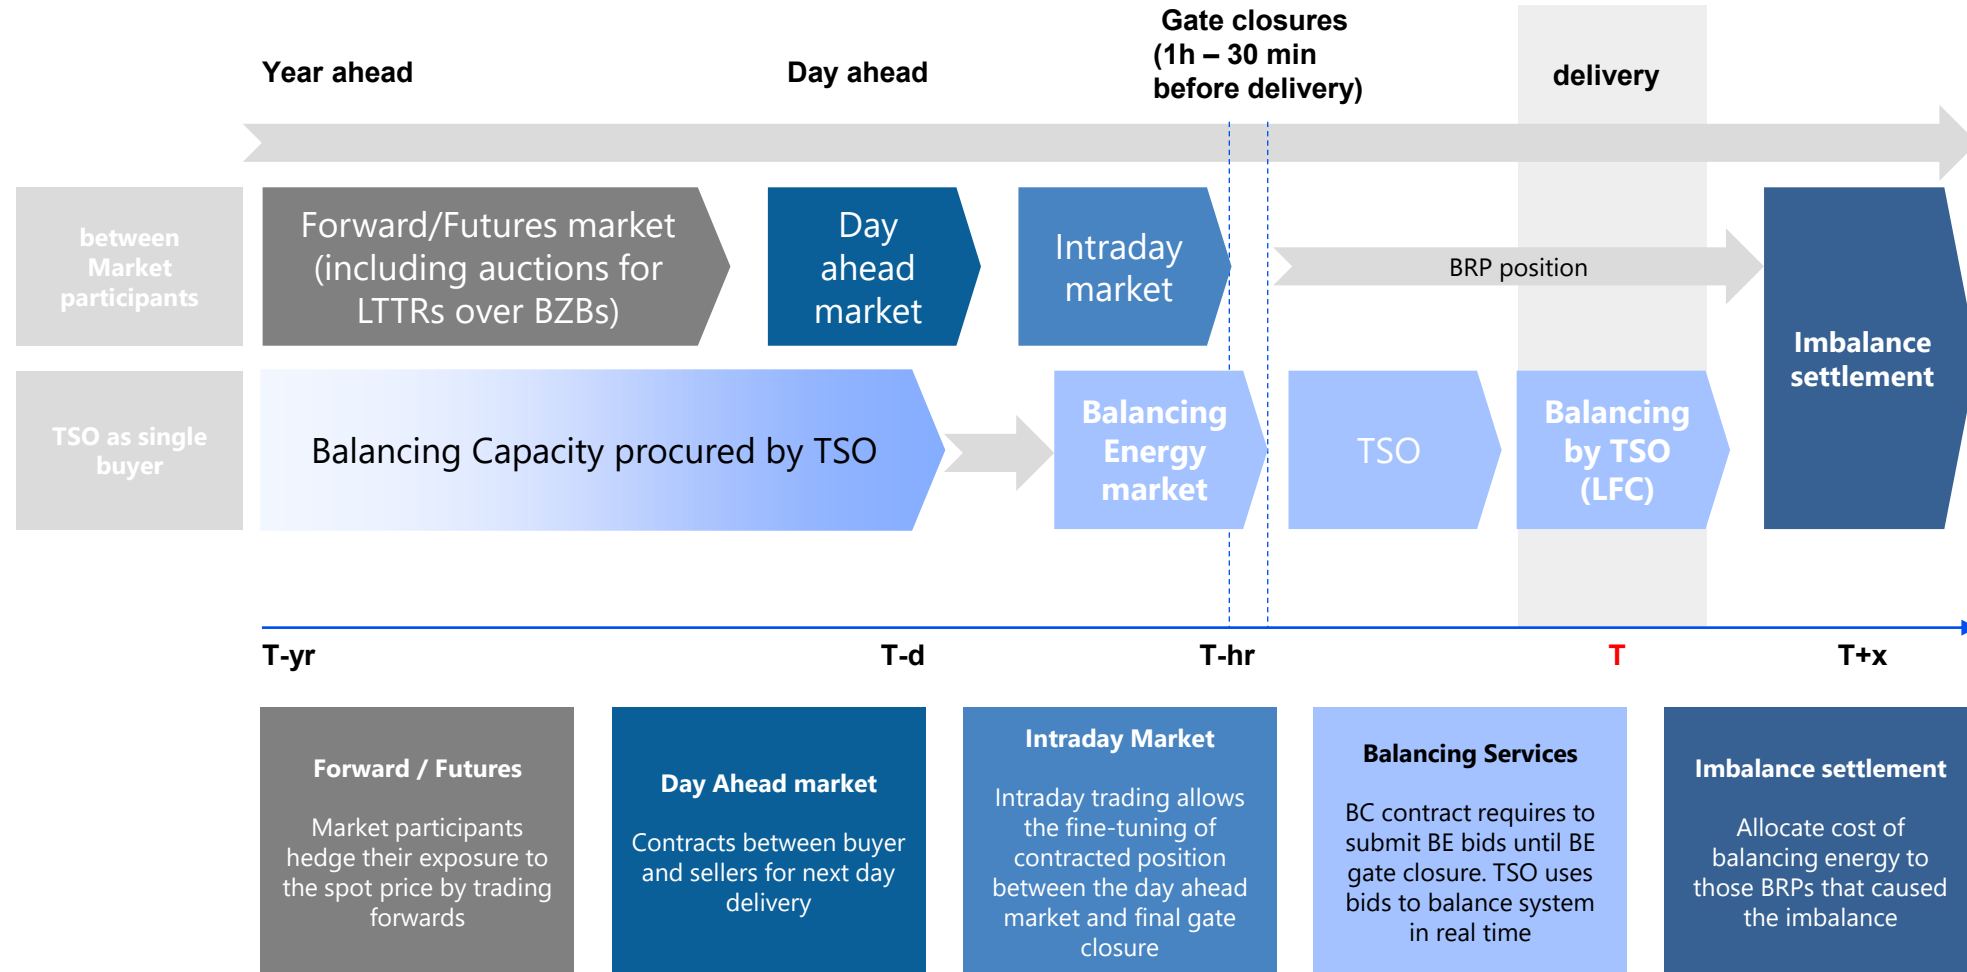 Year ahead
Day ahead
Gate closures
(1h – 30 min
before delivery)
delivery
between
Market
participants
Forward/Futures market
(including auctions for
LTTRs over BZBs)
Day
ahead
market
Intraday
market
BRP position
Imbalance
settlement
TSO as single
buyer
Balancing Capacity procured by TSO
Balancing
Energy
market
TSO
Balancing
by TSO
(LFC)
T-yr
T-d
T-hr
T
T+x
Forward / Futures
Market participants
hedge their exposure to
the spot price by trading
forwards
Day Ahead market
Contracts between buyer
and sellers for next day
delivery
Intraday Market
Intraday trading allows
the fine-tuning of
contracted position
between the day ahead
market and final gate
closure
Balancing Services
BC contract requires to
submit BE bids until BE
gate closure. TSO uses
bids to balance system
in real time
Imbalance settlement
Allocate cost of
balancing energy to
those BRPs that caused
the imbalance